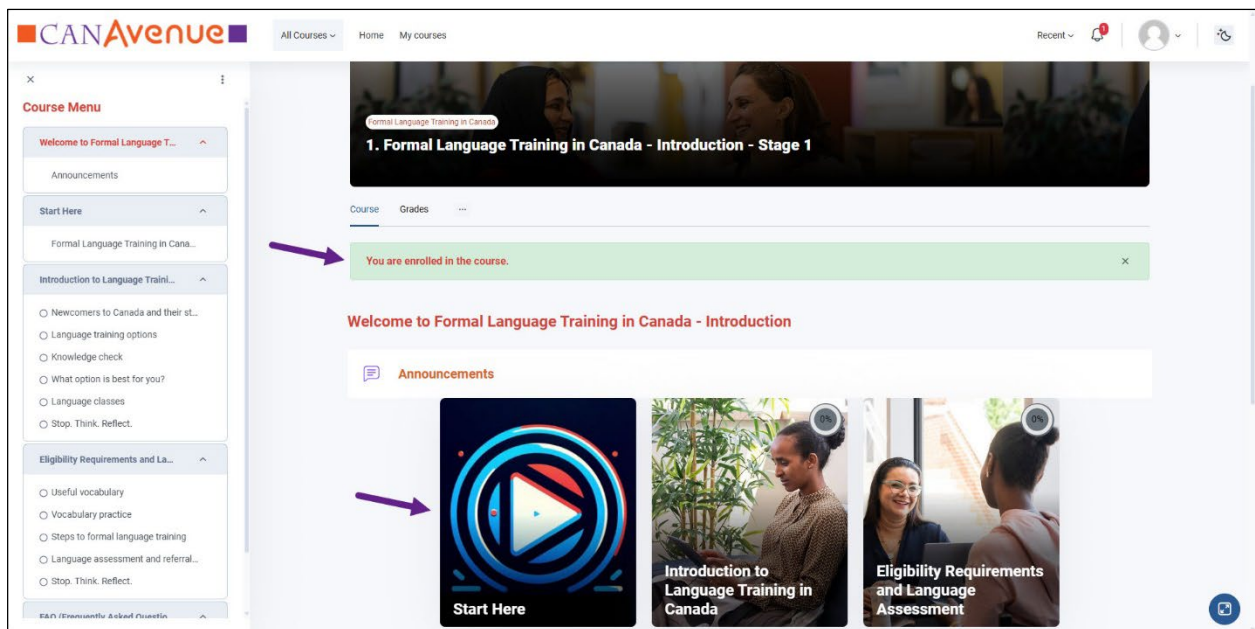 CANAvenue
All Courses
Home
My courses
Recent
1
Course Menu
Welcome to Formal Language T...
Announcements
Start Here
Formal Language Training in Cana...
Introduction to Language Traini...
Newcomers to Canada and their st...
Language training options
Knowledge check
What option is best for you?
Language classes
Stop. Think. Reflect.
Eligibility Requirements and La...
Useful vocabulary
Vocabulary practice
Steps to formal language training
Language assessment and referral...
Stop. Think. Reflect.
FAQ (Frequently Asked Questio...
Formal Language Training in Canada
1. Formal Language Training in Canada - Introduction - Stage 1
Course
Grades
...
You are enrolled in the course.
Welcome to Formal Language Training in Canada - Introduction
Announcements
Start Here
0%
Introduction to
Language Training in
Canada
0%
Eligibility Requirements
and Language
Assessment